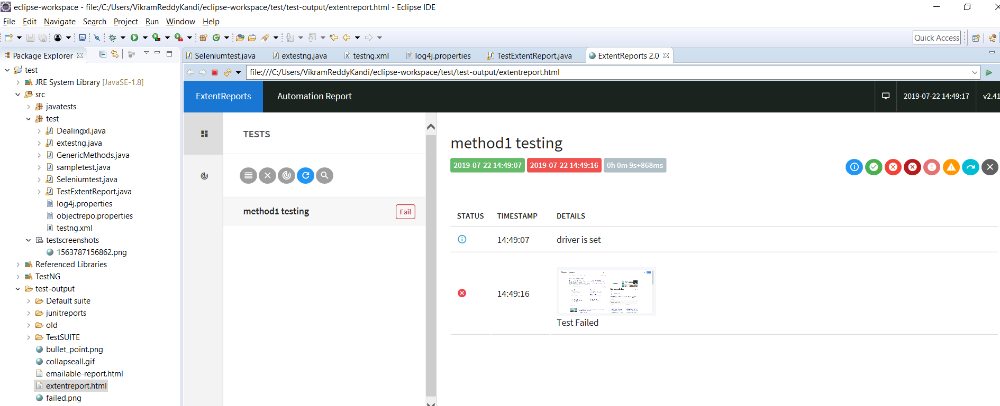 eclipse-workspace - file:/C:/Users/VikramReddyKandi/eclipse-workspace/test/test-output/extentreport.html - Eclipse IDE
File Edit Navigate Search Project Run Window Help
Quick Access
Package Explorer
Seleniumtest.java extestng.java testng.xml log4j.properties TestExtentReport.java ExtentReports 2.0
file:///C:/Users/VikramReddyKandi/eclipse-workspace/test/test-output/extentreport.html
test
JRE System Library [JavaSE-1.8]
src
javatests
test
Dealingxl.java
extestng.java
GenericMethods.java
sampletest.java
Seleniumtest.java
TestExtentReport.java
log4j.properties
objectrepo.properties
testng.xml
testscreenshots
1563787156862.png
Referenced Libraries
TestNG
test-output
Default suite
junitreports
old
TestSUITE
bullet_point.png
collapseall.gif
emailable-report.html
extentreport.html
failed.png
ExtentReports Automation Report 2019-07-22 14:49:17 v2.41
TESTS
method1 testing Fail
method1 testing
2019-07-22 14:49:07 2019-07-22 14:49:16 0h 0m 9s+868ms
STATUS TIMESTAMP DETAILS
14:49:07 driver is set
14:49:16
Test Failed